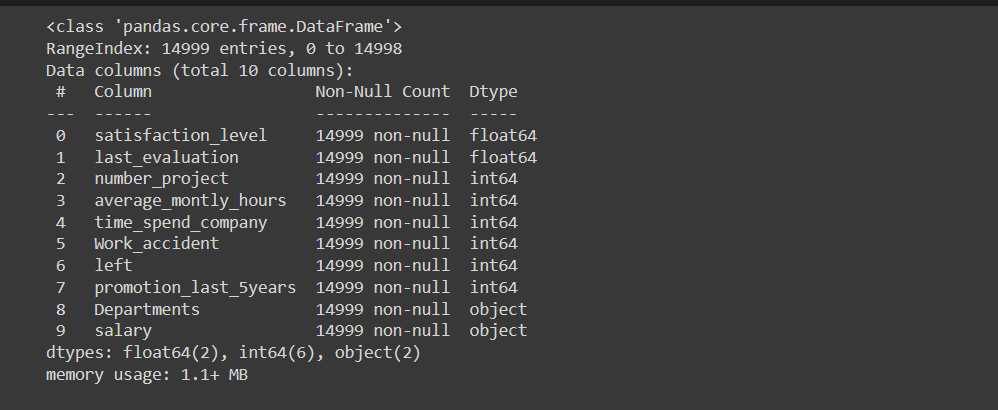 <class 'pandas.core.frame.DataFrame'>
RangeIndex: 14999 entries, 0 to 14998
Data columns (total 10 columns):
 #   Column                 Non-Null Count  Dtype
---  ------                 --------------  -----
 0   satisfaction_level     14999 non-null  float64
 1   last_evaluation        14999 non-null  float64
 2   number_project         14999 non-null  int64
 3   average_montly_hours   14999 non-null  int64
 4   time_spend_company     14999 non-null  int64
 5   Work_accident          14999 non-null  int64
 6   left                   14999 non-null  int64
 7   promotion_last_5years  14999 non-null  int64
 8   Departments            14999 non-null  object
 9   salary                 14999 non-null  object
dtypes: float64(2), int64(6), object(2)
memory usage: 1.1+ MB